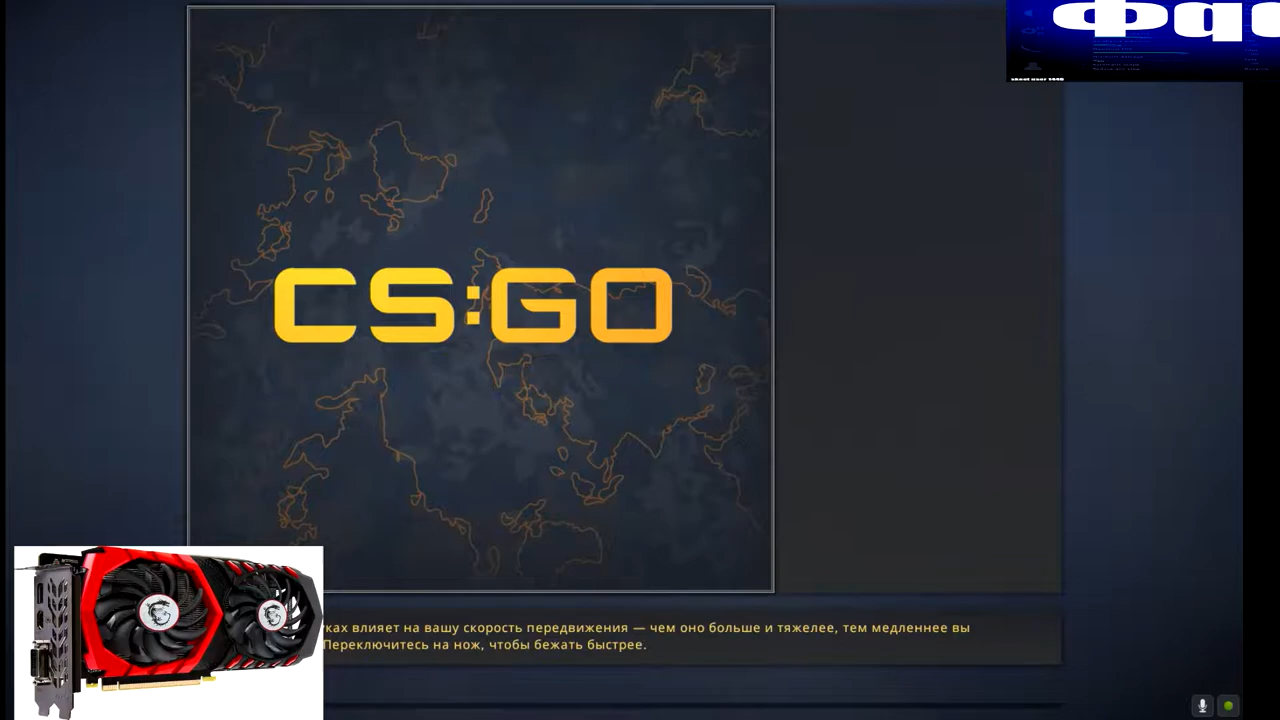 CS:GO
ках влияет на вашу скорость передвижения — чем оно больше и тяжелее, тем медленнее вы
Переключитесь на нож, чтобы бежать быстрее.